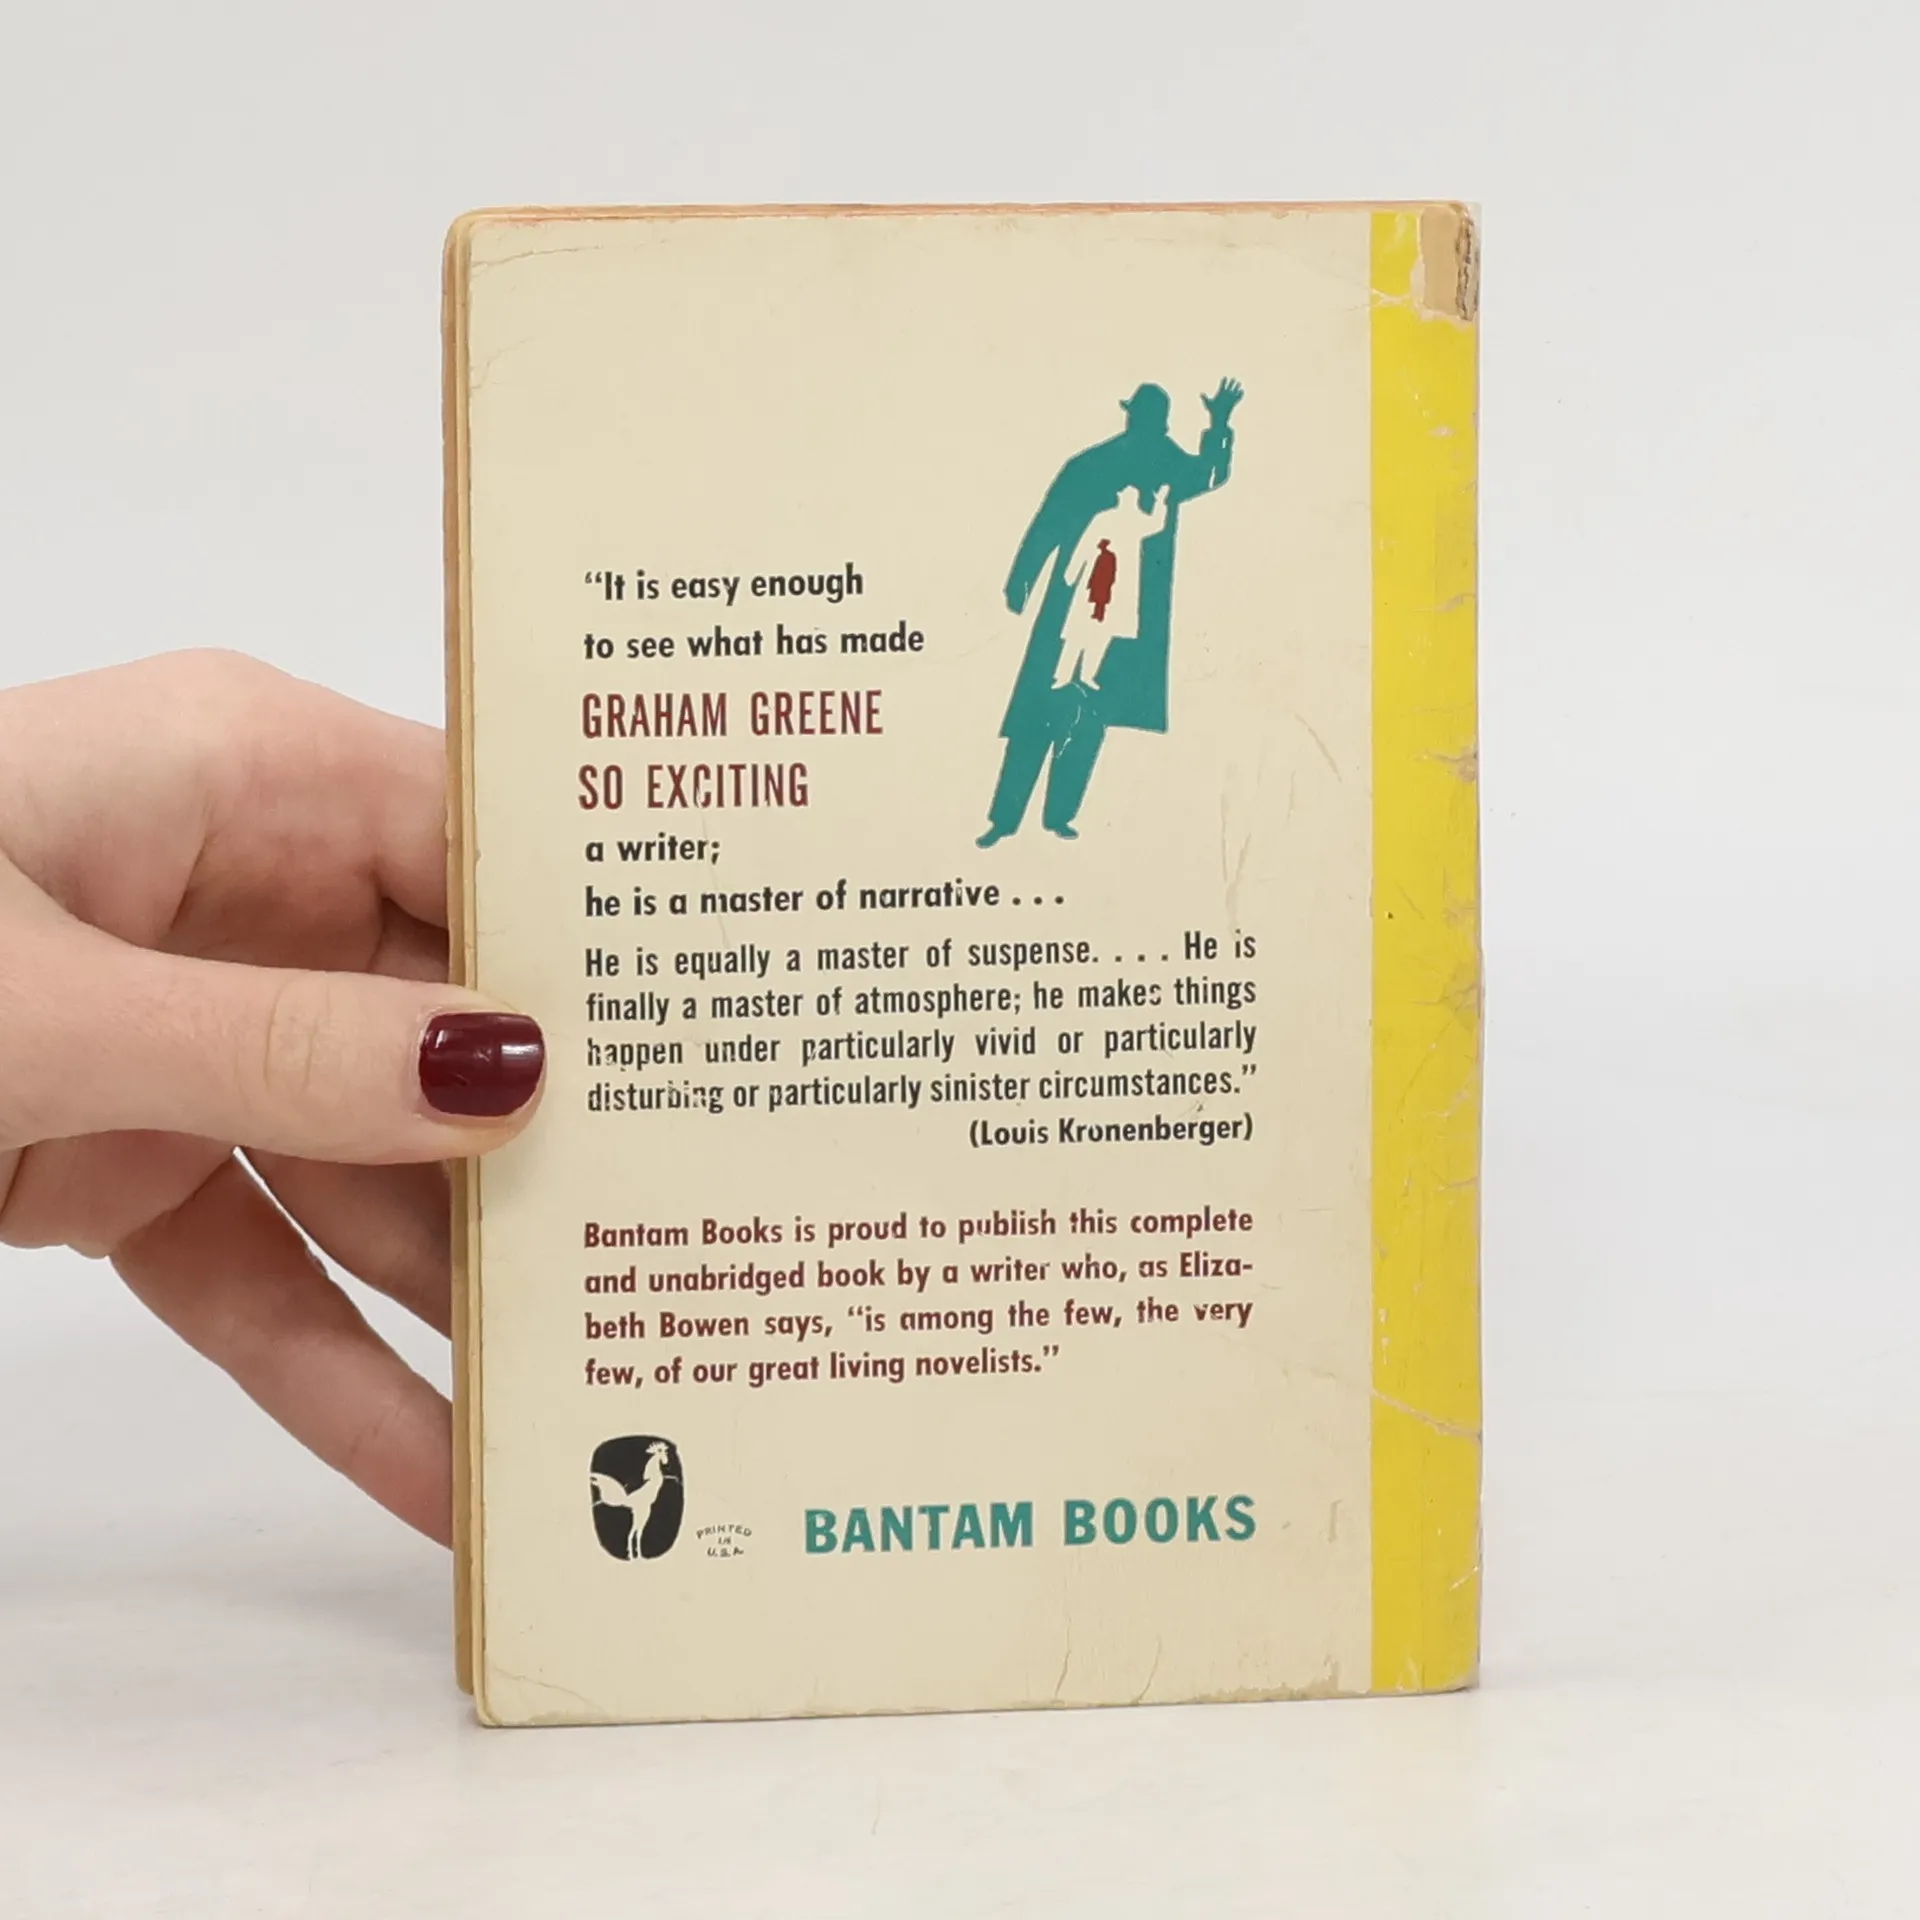 “It is easy enough
to see what has made
GRAHAM GREENE
SO EXCITING
a writer;
he is a master of narrative . . .
He is equally a master of suspense. . . . He is
finally a master of atmosphere; he makes things
happen under particularly vivid or particularly
disturbing or particularly sinister circumstances.”
(Louis Kronenberger)
Bantam Books is proud to publish this complete
and unabridged book by a writer who, as Eliza-
beth Bowen says, “is among the few, the very
few, of our great living novelists.”
PRINTED
IN
U.S.A.
BANTAM BOOKS